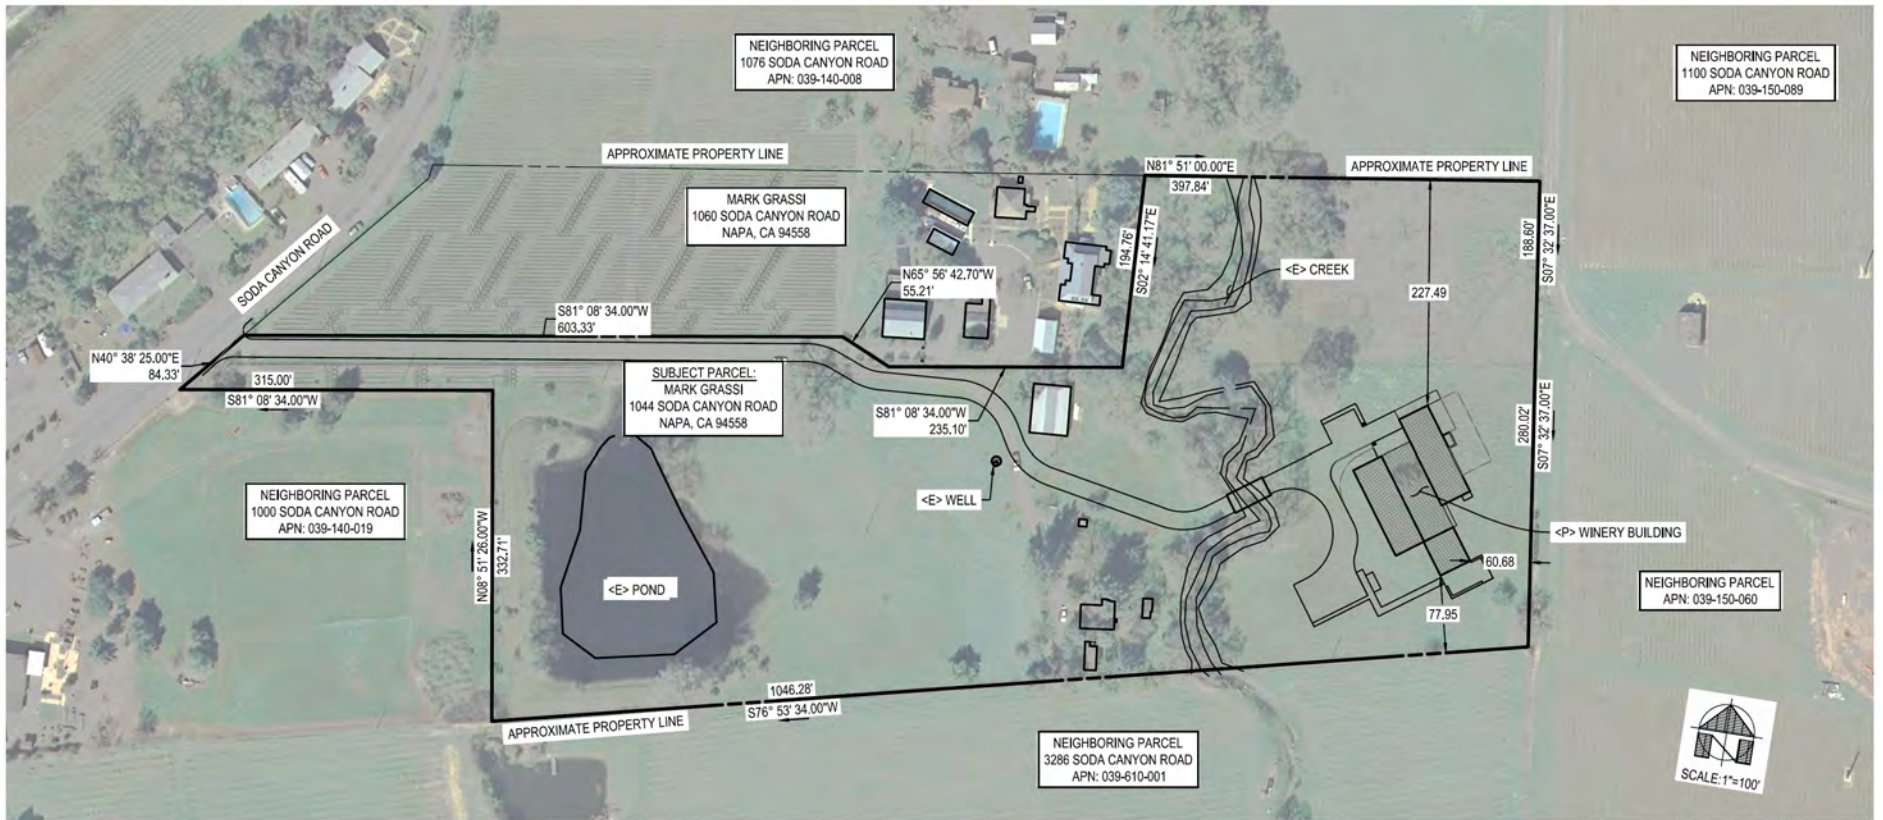 NEIGHBORING PARCEL
1076 SODA CANYON ROAD
APN: 039-140-008
NEIGHBORING PARCEL
1100 SODA CANYON ROAD
APN: 039-150-089
APPROXIMATE PROPERTY LINE
N81° 51' 00.00"E
397.84'
APPROXIMATE PROPERTY LINE
MARK GRASSI
1060 SODA CANYON ROAD
NAPA, CA 94558
SODA CANYON ROAD
194.76'
S02° 14' 41.17"E
188.60'
S07° 32' 37.00"E
<E> CREEK
N65° 56' 42.70"W
55.21'
227.49
S81° 08' 34.00"W
603.33'
N40° 38' 25.00"E
84.33'
315.00'
S81° 08' 34.00"W
SUBJECT PARCEL:
MARK GRASSI
1044 SODA CANYON ROAD
NAPA, CA 94558
S81° 08' 34.00"W
235.10'
280.02'
S07° 32' 37.00"E
<E> WELL
NEIGHBORING PARCEL
1000 SODA CANYON ROAD
APN: 039-140-019
N08° 51' 26.00"W
332.71'
<P> WINERY BUILDING
60.68
<E> POND
NEIGHBORING PARCEL
APN: 039-150-060
77.95
1046.28'
S76° 53' 34.00"W
APPROXIMATE PROPERTY LINE
NEIGHBORING PARCEL
3286 SODA CANYON ROAD
APN: 039-610-001
SCALE: 1"=100'